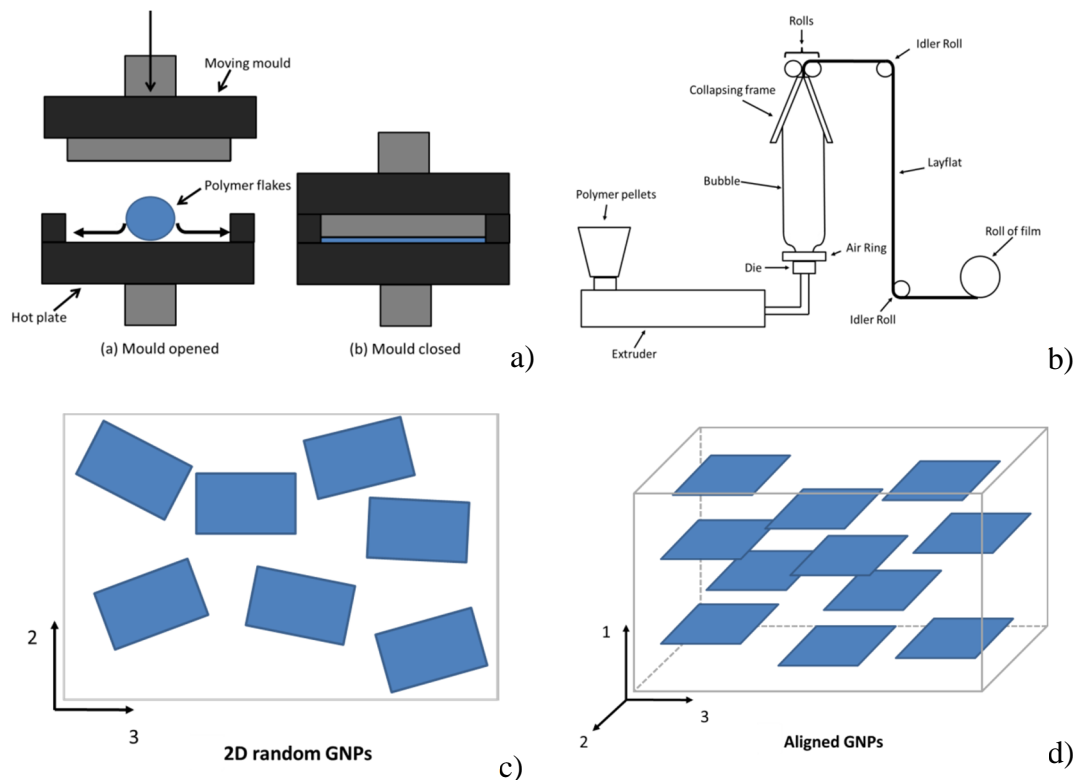 Moving mould
Polymer flakes
Hot plate
(a) Mould opened
(b) Mould closed
a)
Rolls
Idler Roll
Collapsing frame
Layflat
Bubble
Polymer pellets
Roll of film
Air Ring
Die
Idler Roll
Extruder
b)
2
3
2D random GNPs
c)
1
2
3
Aligned GNPs
d)